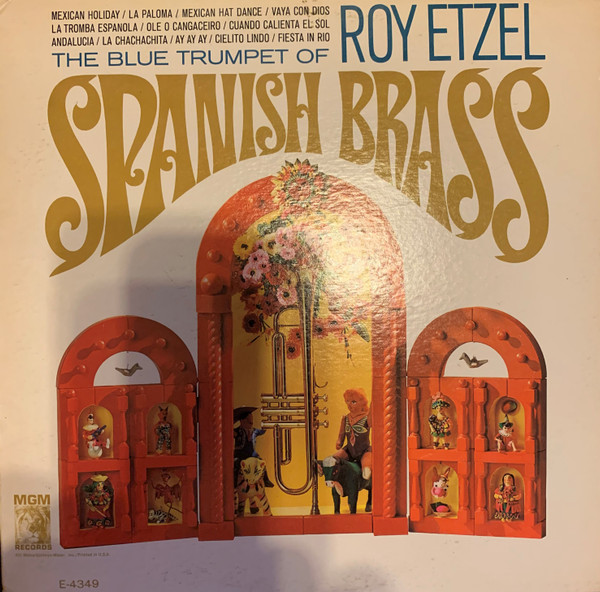 MEXICAN HOLIDAY / LA PALOMA / MEXICAN HAT DANCE / VAYA CON DIOS
LA TROMBA ESPANOLA / OLE O CANGACEIRO / CUANDO CALIENTA EL SOL
ANDALUCIA / LA CHACHACHITA / AY AY AY / CIELITO LINDO / FIESTA IN RIO
THE BLUE TRUMPET OF ROY ETZEL
SPANISH BRASS
MGM
RECORDS
E-4349